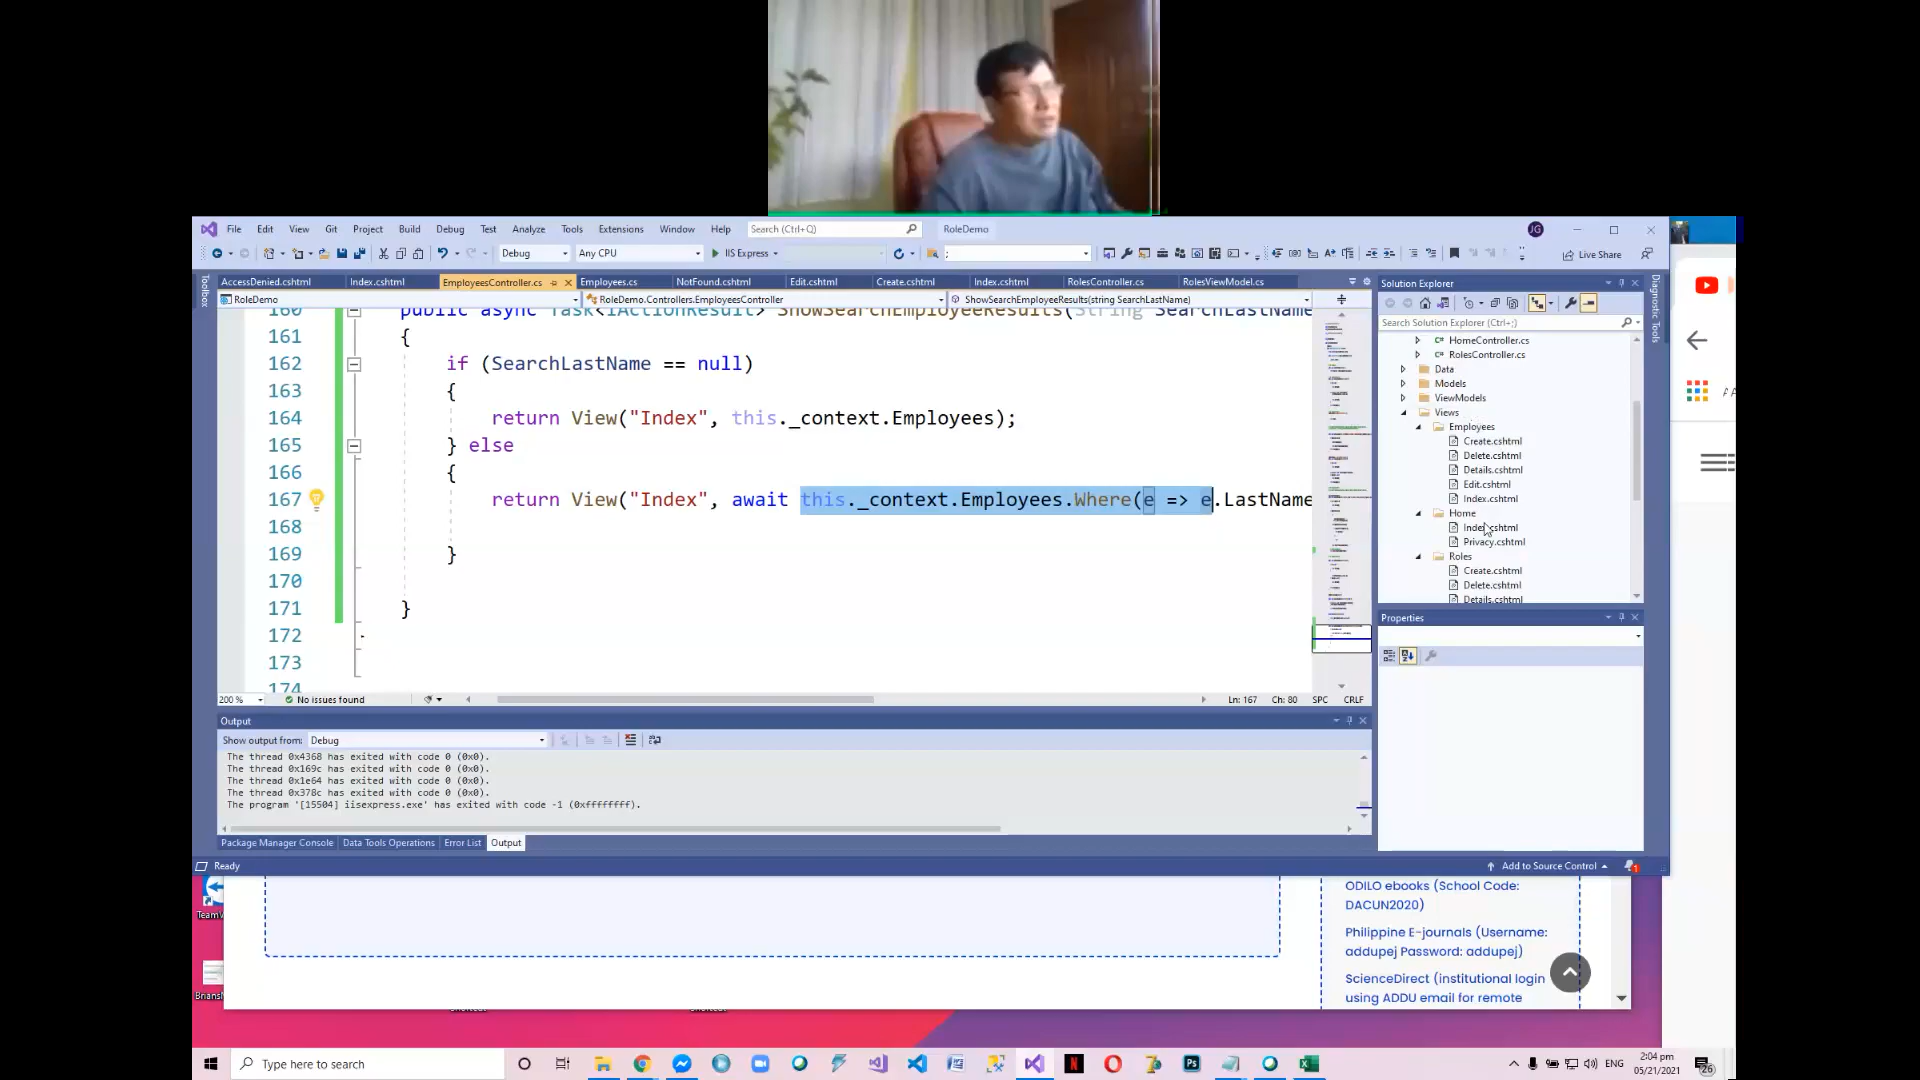 File Edit View Git Project Build Debug Test Analyze Tools Extensions Window Help Search (Ctrl+Q) RoleDemo JG
Debug Any CPU IIS Express ; Live Share
AccessDenied.cshtml Index.cshtml EmployeesController.cs Employees.cs NotFound.cshtml Edit.cshtml Create.cshtml Index.cshtml RolesController.cs RolesViewModel.cs
RoleDemo RoleDemo.Controllers.EmployeesController ShowSearchEmployeeResults(string SearchLastName)
160 public async Task<IActionResult> ShowSearchEmployeeResults(String SearchLastName
161 {
162 if (SearchLastName == null)
163 {
164 return View("Index", this._context.Employees);
165 } else
166 {
167 return View("Index", await this._context.Employees.Where(e => e.LastName
168
169 }
170
171 }
172
173
174
200 % No issues found Ln: 167 Ch: 80 SPC CRLF
Output
Show output from: Debug
The thread 0x4368 has exited with code 0 (0x0).
The thread 0x169c has exited with code 0 (0x0).
The thread 0x1e64 has exited with code 0 (0x0).
The thread 0x378c has exited with code 0 (0x0).
The program '[15504] iisexpress.exe' has exited with code -1 (0xffffffff).
Package Manager Console Data Tools Operations Error List Output
Ready Add to Source Control 1
Toolbox
Solution Explorer
Search Solution Explorer (Ctrl+;)
HomeController.cs
RolesController.cs
Data
Models
ViewModels
Views
Employees
Create.cshtml
Delete.cshtml
Details.cshtml
Edit.cshtml
Index.cshtml
Home
Index.cshtml
Privacy.cshtml
Roles
Create.cshtml
Delete.cshtml
Details.cshtml
Properties
Diagnostic Tools
ODILO ebooks (School Code:
DACUN2020)
Philippine E-journals (Username:
addupej Password: addupej)
ScienceDirect (institutional login
using ADDU email for remote
Type here to search
ENG
2:04 pm
05/21/2021
26